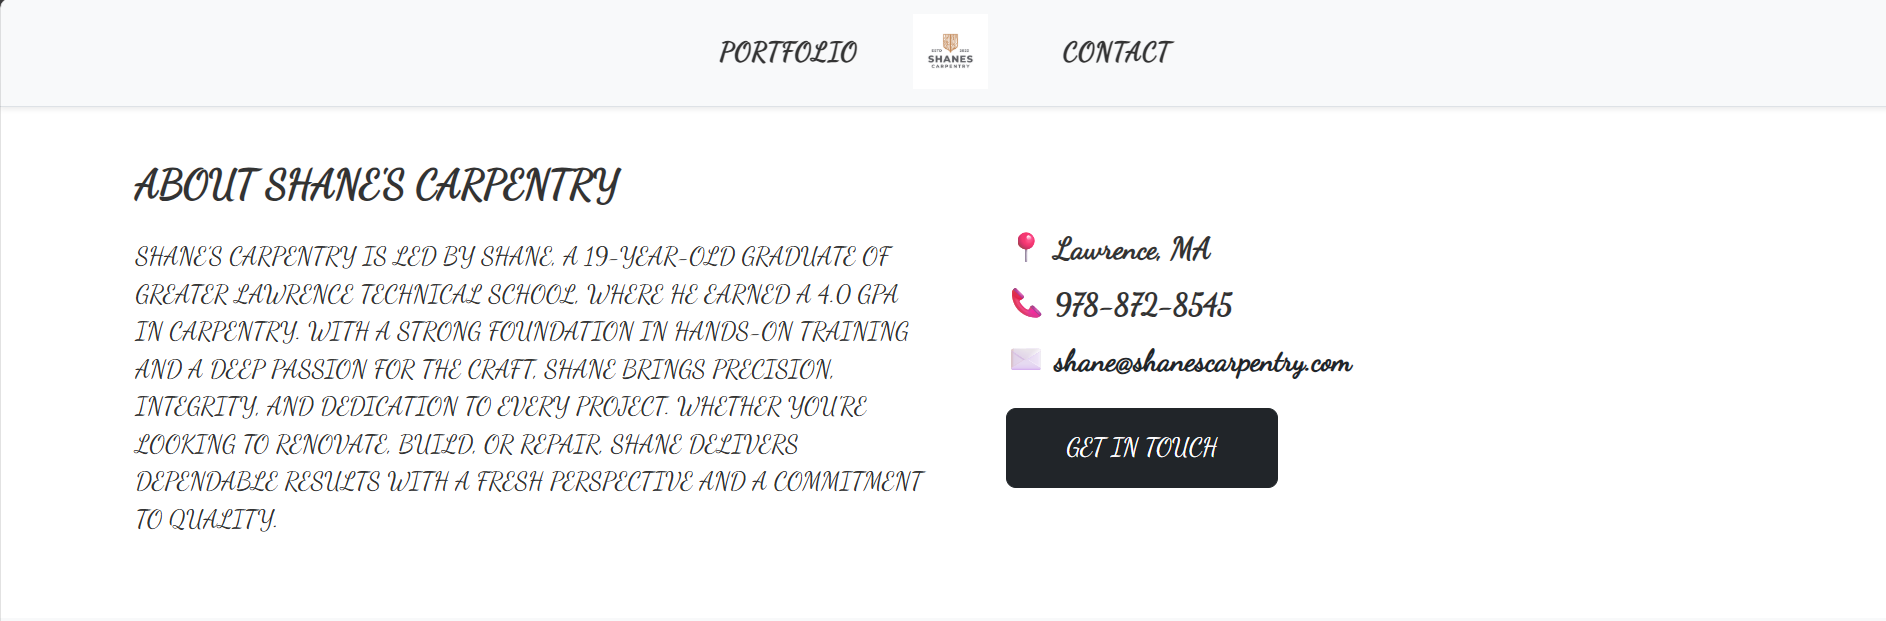 PORTFOLIO
ESTD 2022
SHANES
CARPENTRY
CONTACT
ABOUT SHANE'S CARPENTRY
SHANE'S CARPENTRY IS LED BY SHANE, A 19-YEAR-OLD GRADUATE OF
GREATER LAWRENCE TECHNICAL SCHOOL, WHERE HE EARNED A 4.0 GPA
IN CARPENTRY. WITH A STRONG FOUNDATION IN HANDS-ON TRAINING
AND A DEEP PASSION FOR THE CRAFT, SHANE BRINGS PRECISION,
INTEGRITY, AND DEDICATION TO EVERY PROJECT. WHETHER YOU'RE
LOOKING TO RENOVATE, BUILD, OR REPAIR, SHANE DELIVERS
DEPENDABLE RESULTS WITH A FRESH PERSPECTIVE AND A COMMITMENT
TO QUALITY.
Lawrence, MA
978-872-8545
shane@shanescarpentry.com
GET IN TOUCH